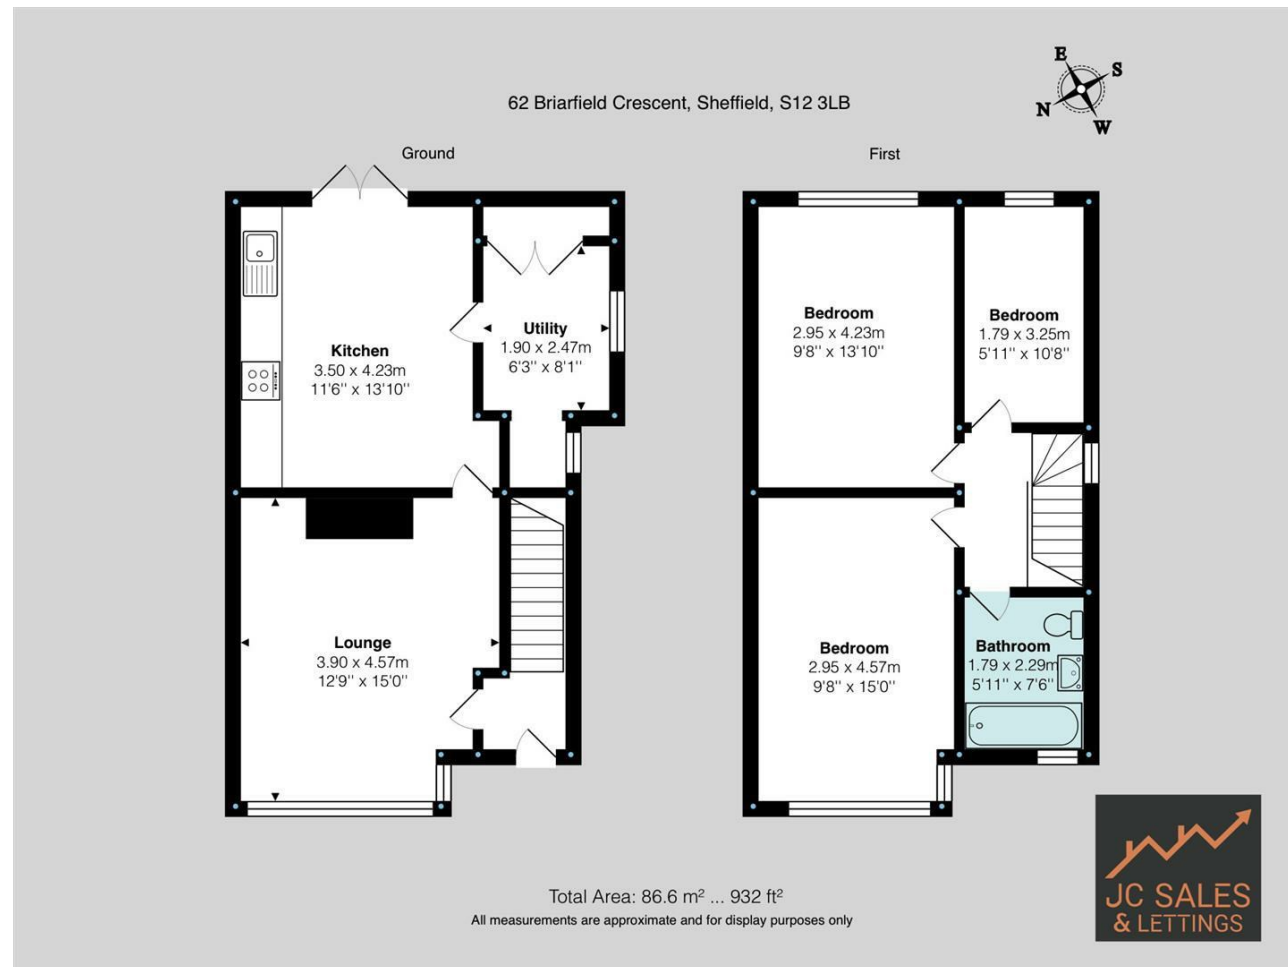 62 Briarfield Crescent, Sheffield, S12 3LB
E
S
N
W
Ground
First
Kitchen
3.50 x 4.23m
11'6'' x 13'10''
Utility
1.90 x 2.47m
6'3'' x 8'1''
Lounge
3.90 x 4.57m
12'9'' x 15'0''
Bedroom
2.95 x 4.23m
9'8'' x 13'10''
Bedroom
1.79 x 3.25m
5'11'' x 10'8''
Bedroom
2.95 x 4.57m
9'8'' x 15'0''
Bathroom
1.79 x 2.29m
5'11'' x 7'6''
Total Area: 86.6 m² ... 932 ft²
All measurements are approximate and for display purposes only
JC SALES
& LETTINGS